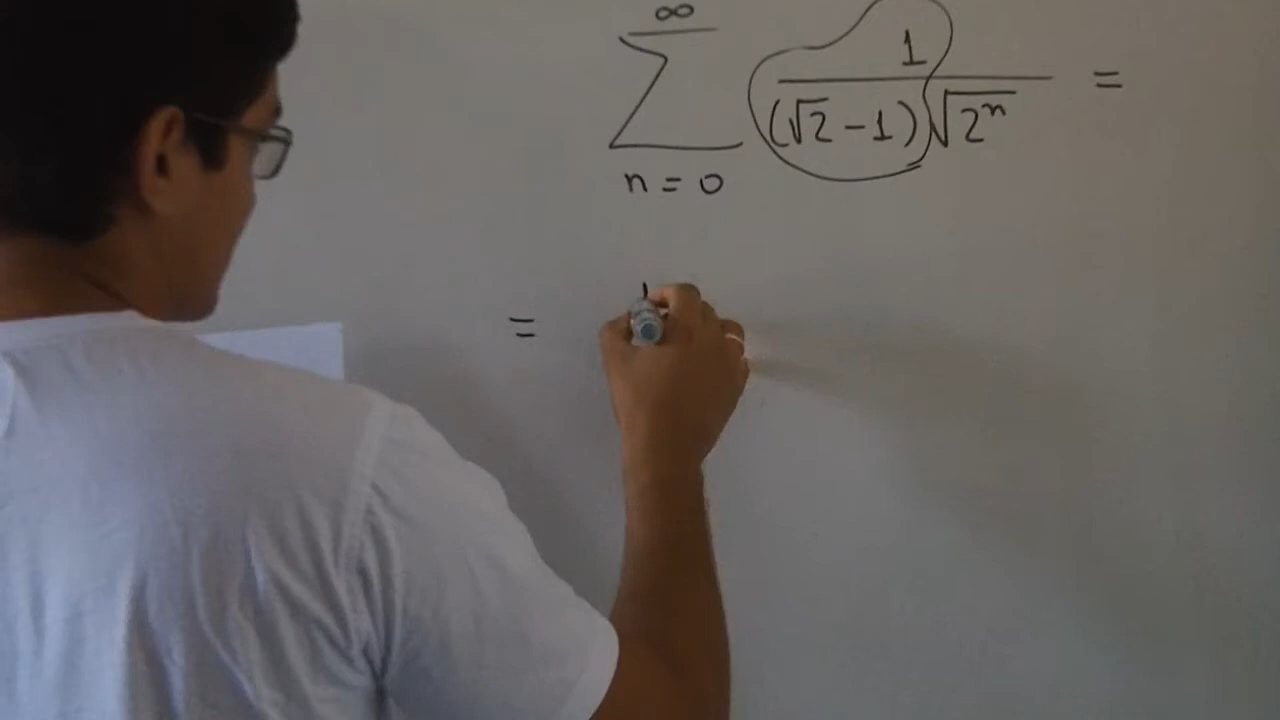 ∞
∑ 1/((√2-1)√2ⁿ) =
n = 0
=